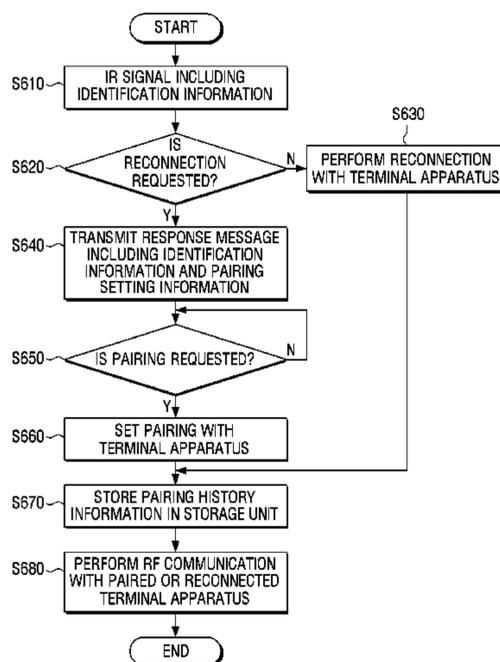 START
S610
IR SIGNAL INCLUDING
IDENTIFICATION INFORMATION
S620
IS
RECONNECTION
REQUESTED?
N
Y
S630
PERFORM RECONNECTION
WITH TERMINAL APPARATUS
S640
TRANSMIT RESPONSE MESSAGE
INCLUDING IDENTIFICATION
INFORMATION AND PAIRING
SETTING INFORMATION
S650
IS PAIRING REQUESTED?
N
Y
S660
SET PAIRING WITH
TERMINAL APPARATUS
S670
STORE PAIRING HISTORY
INFORMATION IN STORAGE UNIT
S680
PERFORM RF COMMUNICATION
WITH PAIRED OR RECONNECTED
TERMINAL APPARATUS
END